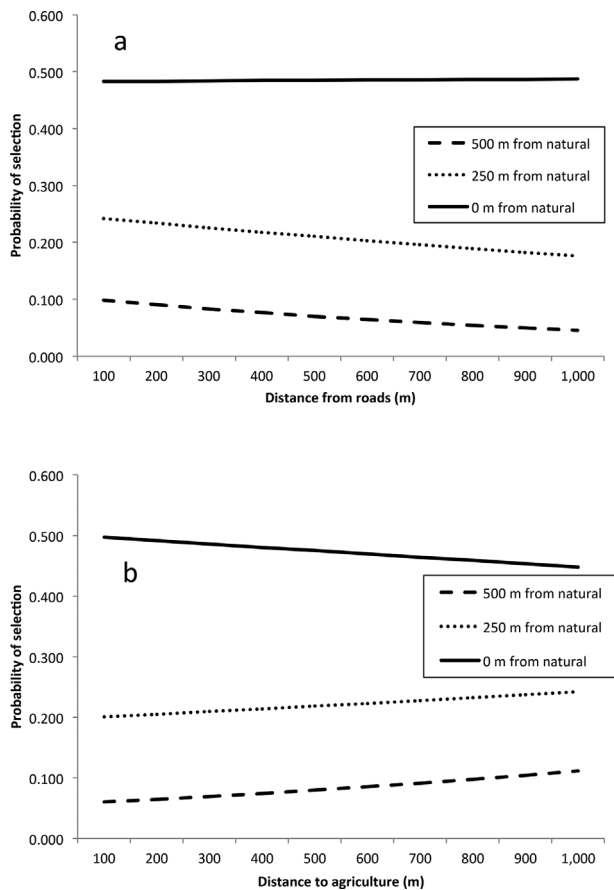 0.600
a
0.500
0.400
0.300
0.200
0.100
0.000
Probability of selection
500 m from natural
250 m from natural
0 m from natural
100 200 300 400 500 600 700 800 900 1,000
Distance from roads (m)
0.600
0.500
b
0.400
0.300
0.200
0.100
0.000
Probability of selection
500 m from natural
250 m from natural
0 m from natural
100 200 300 400 500 600 700 800 900 1,000
Distance to agriculture (m)